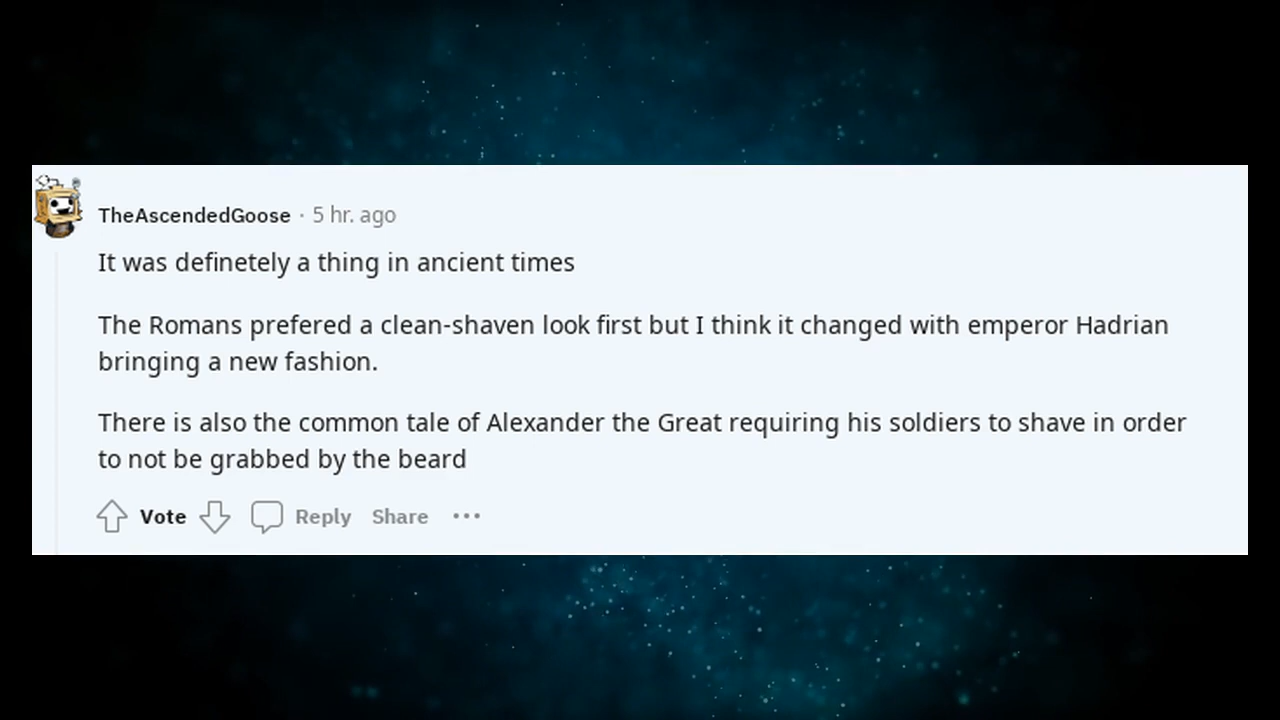 TheAscendedGoose · 5 hr. ago
It was definetely a thing in ancient times
The Romans prefered a clean-shaven look first but I think it changed with emperor Hadrian
bringing a new fashion.
There is also the common tale of Alexander the Great requiring his soldiers to shave in order
to not be grabbed by the beard
Vote Reply Share ···